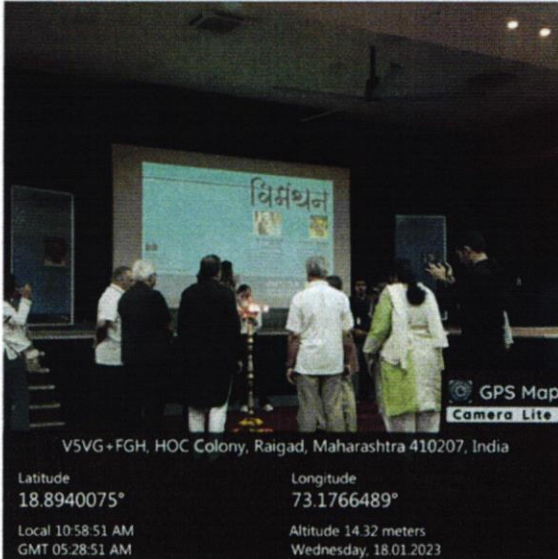 विमंथन
GPS Map
Camera Lite
V5VG+FGH, HOC Colony, Raigad, Maharashtra 410207, India
Latitude
18.8940075°
Longitude
73.1766489°
Local 10:58:51 AM
GMT 05:28:51 AM
Altitude 14.32 meters
Wednesday, 18.01.2023